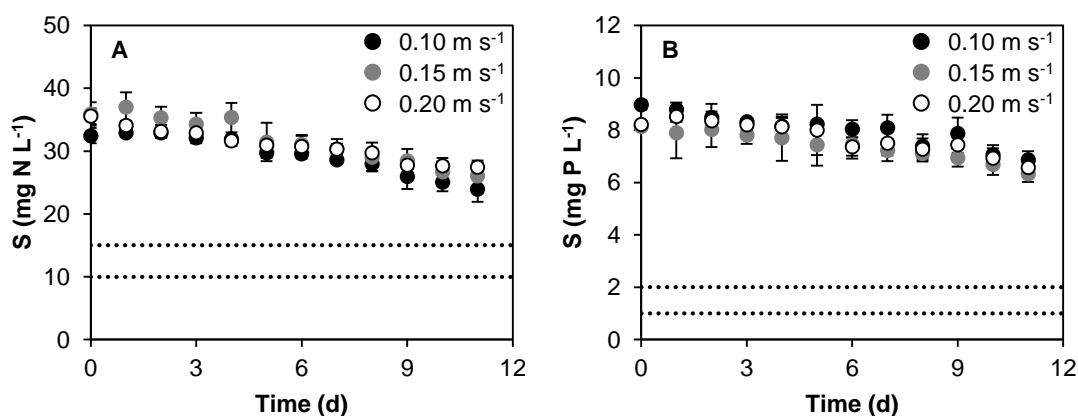 A
0.10 m s⁻¹
0.15 m s⁻¹
0.20 m s⁻¹
50
40
30
20
10
0
S (mg N L⁻¹)
0 3 6 9 12
Time (d)
B
0.10 m s⁻¹
0.15 m s⁻¹
0.20 m s⁻¹
10
8
6
4
2
0
S (mg P L⁻¹)
0 3 6 9 12
Time (d)